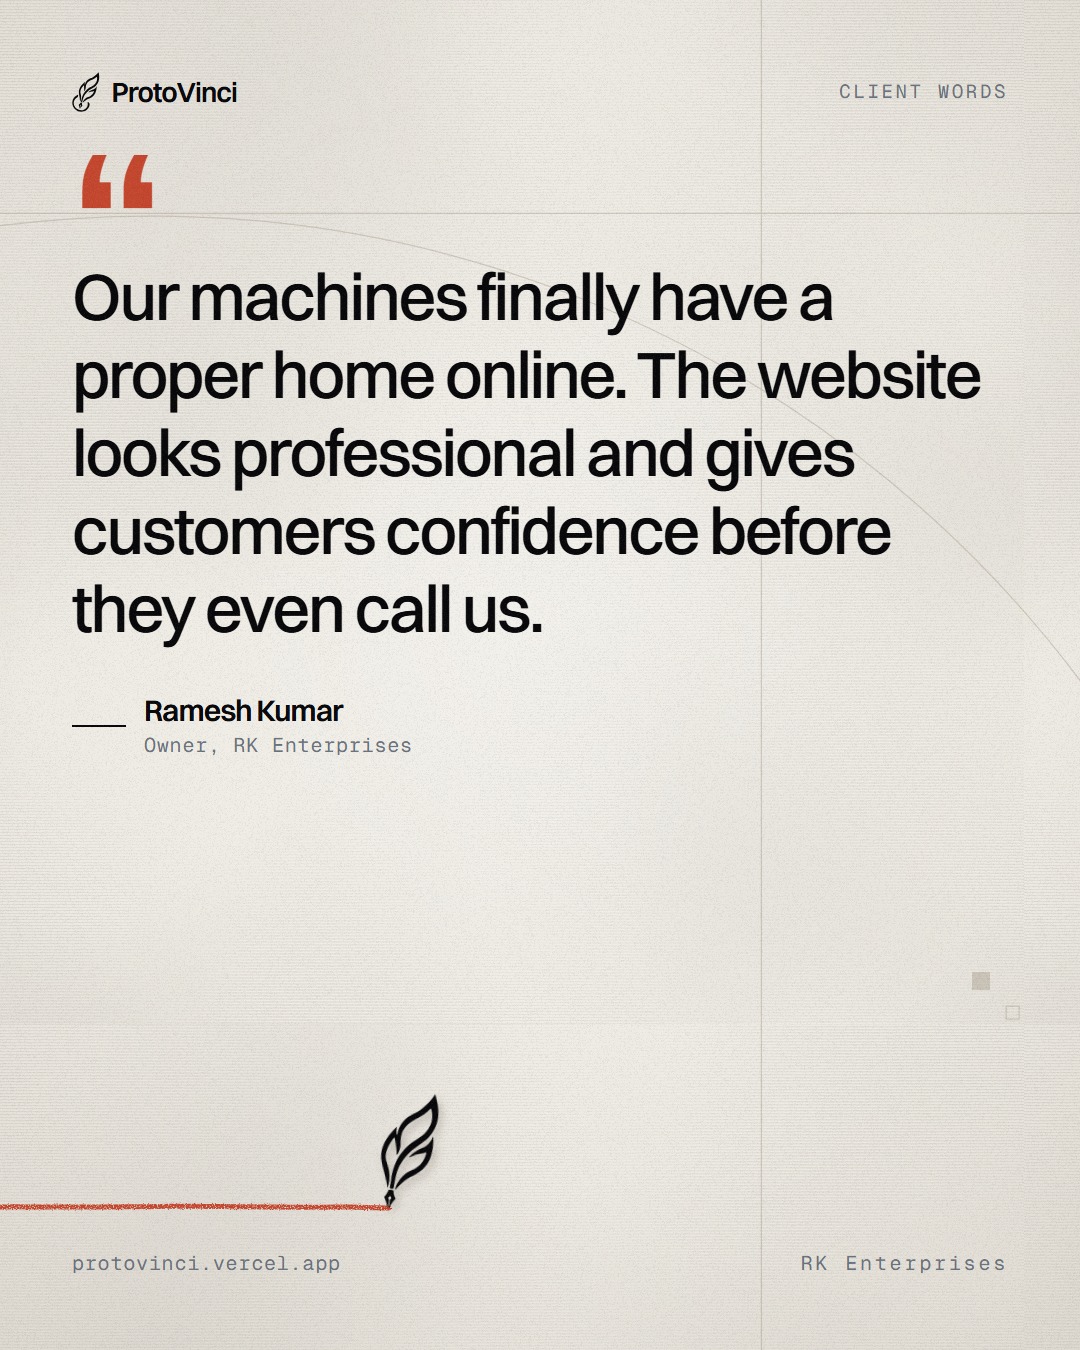 ProtoVinci
CLIENT WORDS
“
Our machines finally have a
proper home online. The website
looks professional and gives
customers confidence before
they even call us.
Ramesh Kumar
Owner, RK Enterprises
protovinci.vercel.app
RK Enterprises